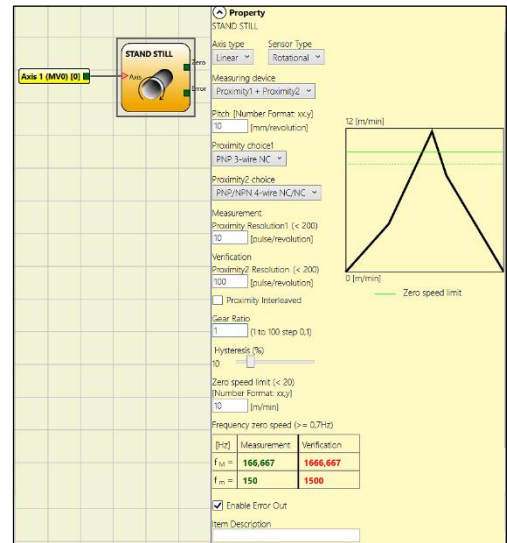 Property
STAND STILL
Axis type Sensor Type
Linear Rotational
Measuring device
Proximity1 + Proximity2
Pitch [Number Format: xx,y]
10 [mm/revolution]
Proximity choice1
PNP 3-wire NC
Proximity2 choice
PNP/NPN 4-wire NC/NC
Measurement
Proximity Resolution1 (< 200)
10 [pulse/revolution]
Verification
Proximity2 Resolution (< 200)
100 [pulse/revolution]
Proximity Interleaved
Gear Ratio
1 (1 to 100 step 0,1)
Hysteresis (%)
10
Zero speed limit (< 20)
[Number Format: xx,y]
10 [m/min]
Frequency zero speed (>= 0,7Hz)
[Hz] Measurement Verification
f M = 166,667 1666,667
f m = 150 1500
Enable Error Out
Item Description
STAND STILL
Axis 1 (MV0) [0]
Axis
Zero
Error
12 [m/min]
0 [m/min]
Zero speed limit